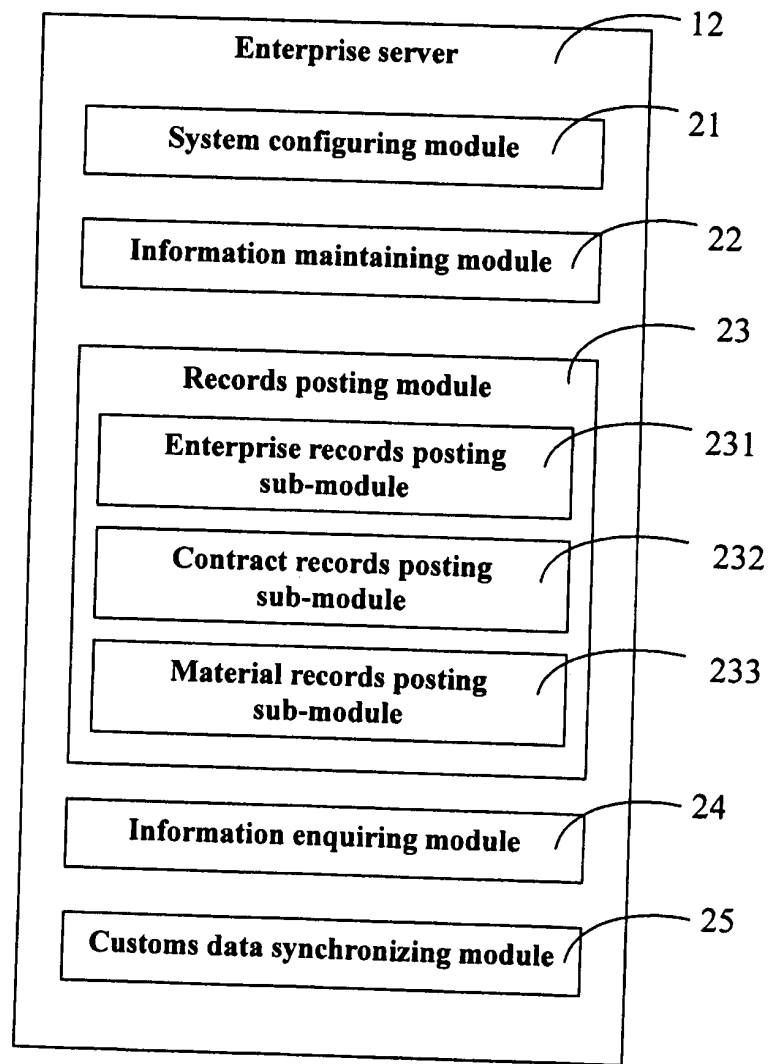 Enterprise server
12
System configuring module
21
Information maintaining module
22
Records posting module
23
Enterprise records posting
sub-module
231
Contract records posting
sub-module
232
Material records posting
sub-module
233
Information enquiring module
24
Customs data synchronizing module
25